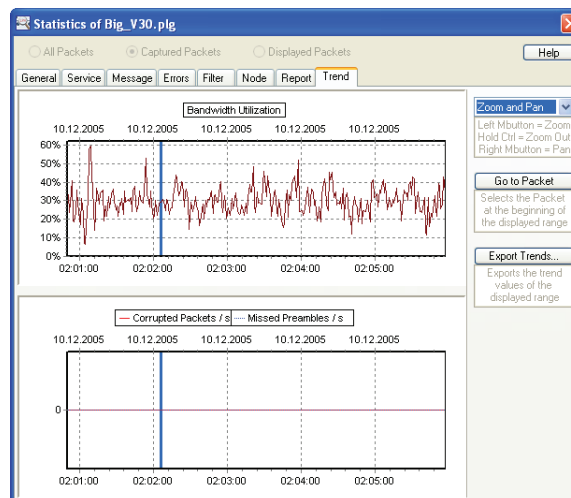 Statistics of Big_V30.plg
All Packets Captured Packets Displayed Packets
Help
General Service Message Errors Filter Node Report Trend
Bandwidth Utilization
10.12.2005 10.12.2005 10.12.2005 10.12.2005 10.12.2005
60%
50%
40%
30%
20%
10%
0%
02:01:00 02:02:00 02:03:00 02:04:00 02:05:00
Corrupted Packets / s Missed Preambles / s
10.12.2005 10.12.2005 10.12.2005 10.12.2005 10.12.2005
0
02:01:00 02:02:00 02:03:00 02:04:00 02:05:00
Zoom and Pan
Left Mbutton = Zoom
Hold Ctrl = Zoom Out
Right Mbutton = Pan
Go to Packet
Selects the Packet
at the beginning of
the displayed range
Export Trends...
Exports the trend
values of the
displayed range